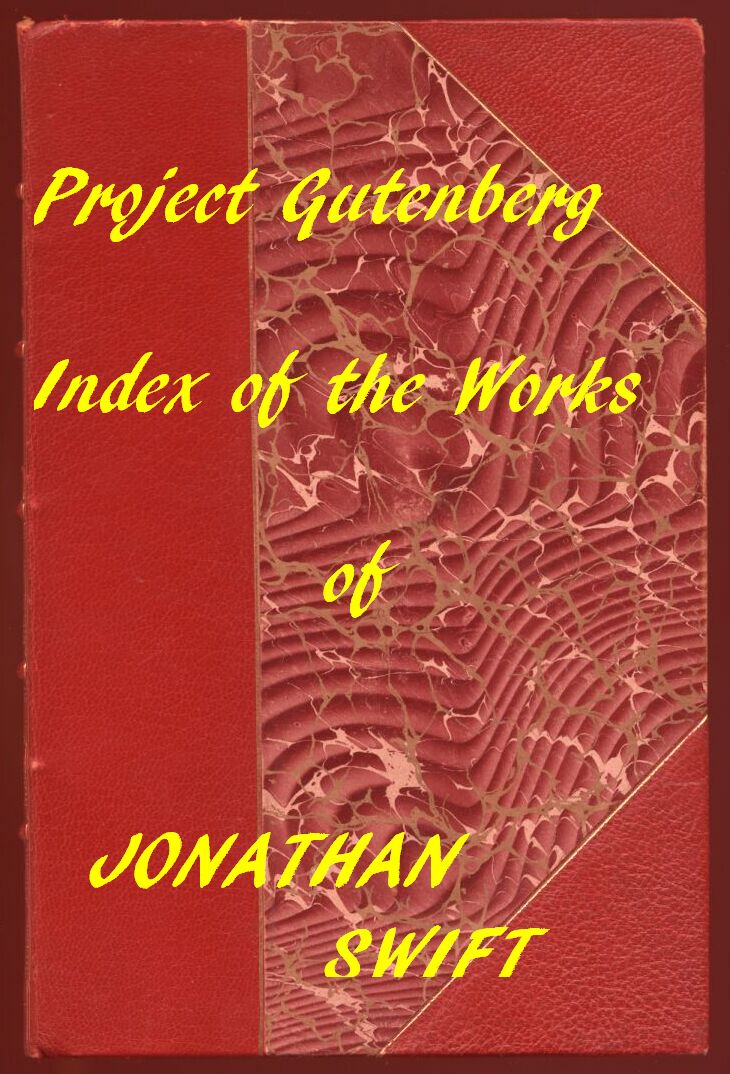 Project Gutenberg
Index of the Works
of
JONATHAN
SWIFT